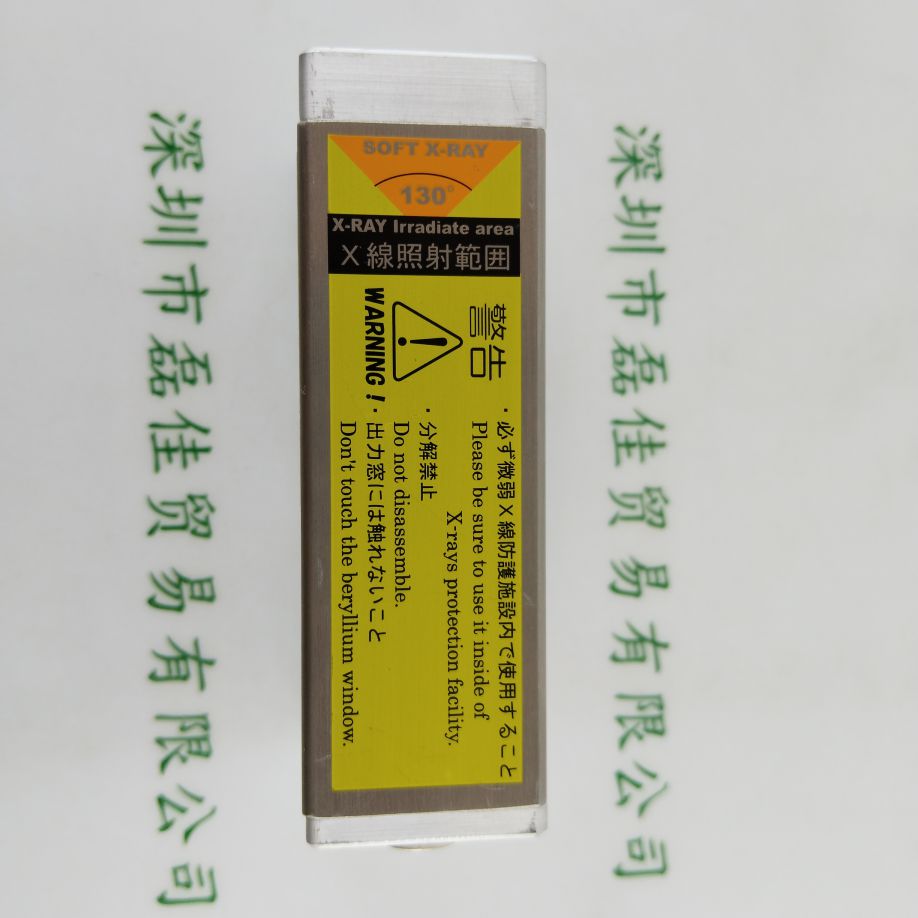 SOFT X-RAY
130°
X-RAY Irradiate area
X線照射範囲
警告
WARNING!
・必ず微弱X線防護施設内で使用すること
Please be sure to use it inside of
X-rays protection facility.
・分解禁止
Do not disassemble.
・出力窓には触れないこと
Don't touch the beryllium window.
深圳市磊佳贸易有限公司
深圳市磊佳贸易有限公司